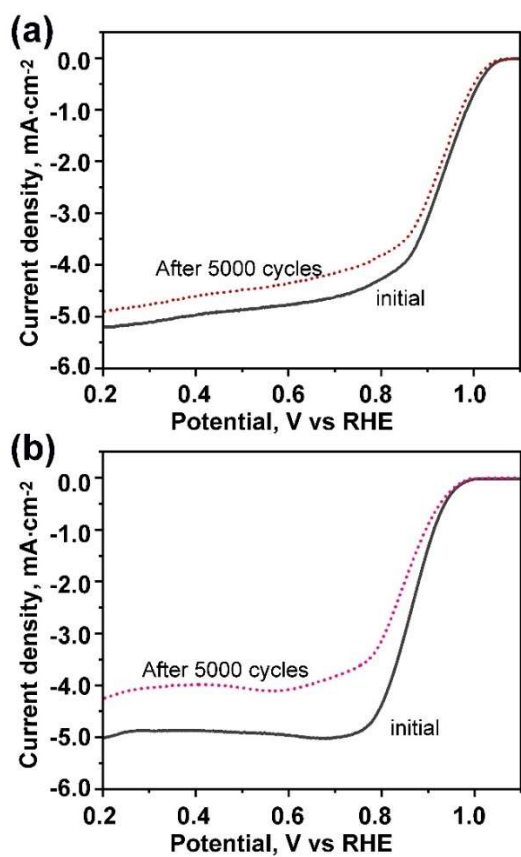 (a)
0.0
-1.0
-2.0
-3.0
-4.0
-5.0
-6.0
Current density, mA·cm-2
After 5000 cycles
initial
0.2 0.4 0.6 0.8 1.0
Potential, V vs RHE
(b)
0.0
-1.0
-2.0
-3.0
-4.0
-5.0
-6.0
Current density, mA·cm-2
After 5000 cycles
initial
0.2 0.4 0.6 0.8 1.0
Potential, V vs RHE